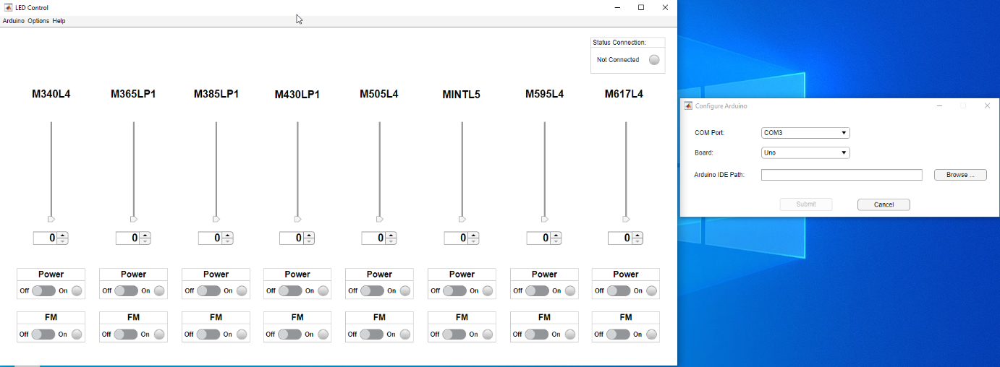 LED Control
Arduino Options Help
Status Connection:
Not Connected
M340L4 M365LP1 M385LP1 M430LP1 M505L4 MINTL5 M595L4 M617L4
0 0 0 0 0 0 0 0
Power Power Power Power Power Power Power Power
Off On Off On Off On Off On Off On Off On Off On Off On
FM FM FM FM FM FM FM FM
Off On Off On Off On Off On Off On Off On Off On Off On
Configure Arduino
COM Port: COM3
Board: Uno
Arduino IDE Path: Browse ...
Submit Cancel